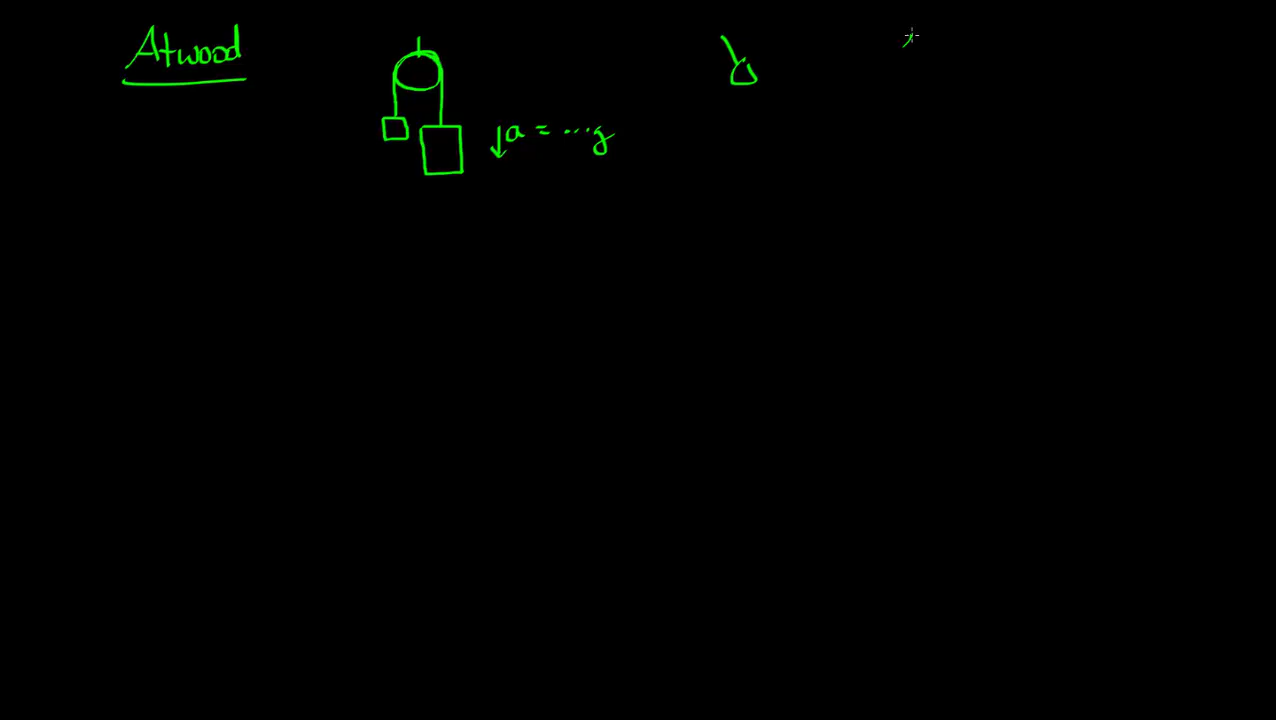 Atwood
a = ...g